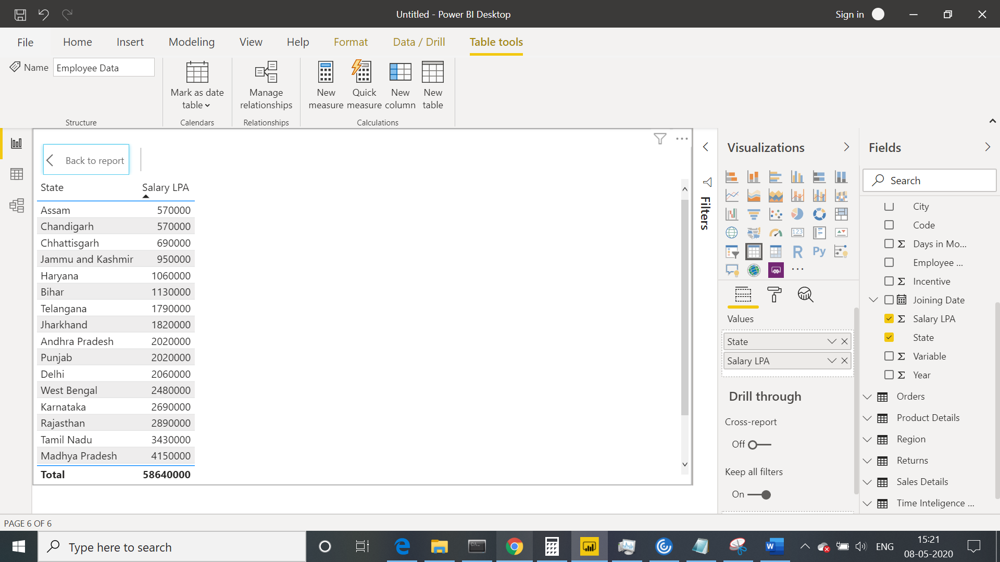 Untitled - Power BI Desktop
Sign in
File Home Insert Modeling View Help Format Data / Drill Table tools
Name Employee Data
Mark as date table
Manage relationships
New measure
Quick measure
New column
New table
Structure Calendars Relationships Calculations
Back to report
State Salary LPA
Assam 570000
Chandigarh 570000
Chhattisgarh 690000
Jammu and Kashmir 950000
Haryana 1060000
Bihar 1130000
Telangana 1790000
Jharkhand 1820000
Andhra Pradesh 2020000
Punjab 2020000
Delhi 2060000
West Bengal 2480000
Karnataka 2690000
Rajasthan 2890000
Tamil Nadu 3430000
Madhya Pradesh 4150000
Total 58640000
Filters
Visualizations
123
R Py
Values
State
Salary LPA
Drill through
Cross-report
Off
Keep all filters
On
Fields
Search
City
Code
Σ Days in Mo...
Employee ...
Σ Incentive
Joining Date
Σ Salary LPA
State
Σ Variable
Σ Year
Orders
Product Details
Region
Returns
Sales Details
Time Inteligence ...
PAGE 6 OF 6
Type here to search
ENG
15:21
08-05-2020